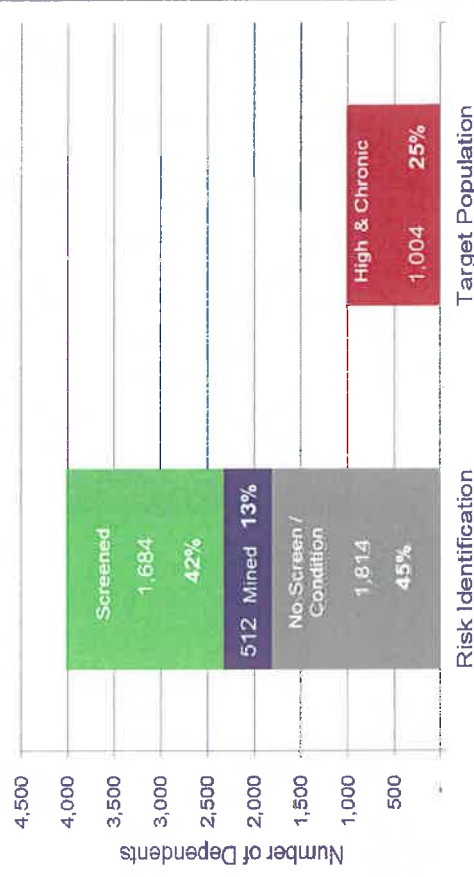 Number of Dependents
4,500
4,000
3,500
3,000
2,500
2,000
1,500
1,000
500
-
Screened
1,684
42%
512 Mined 13%
No Screen /
Condition
1,814
45%
Risk Identification
High & Chronic
1,004 25%
Target Population